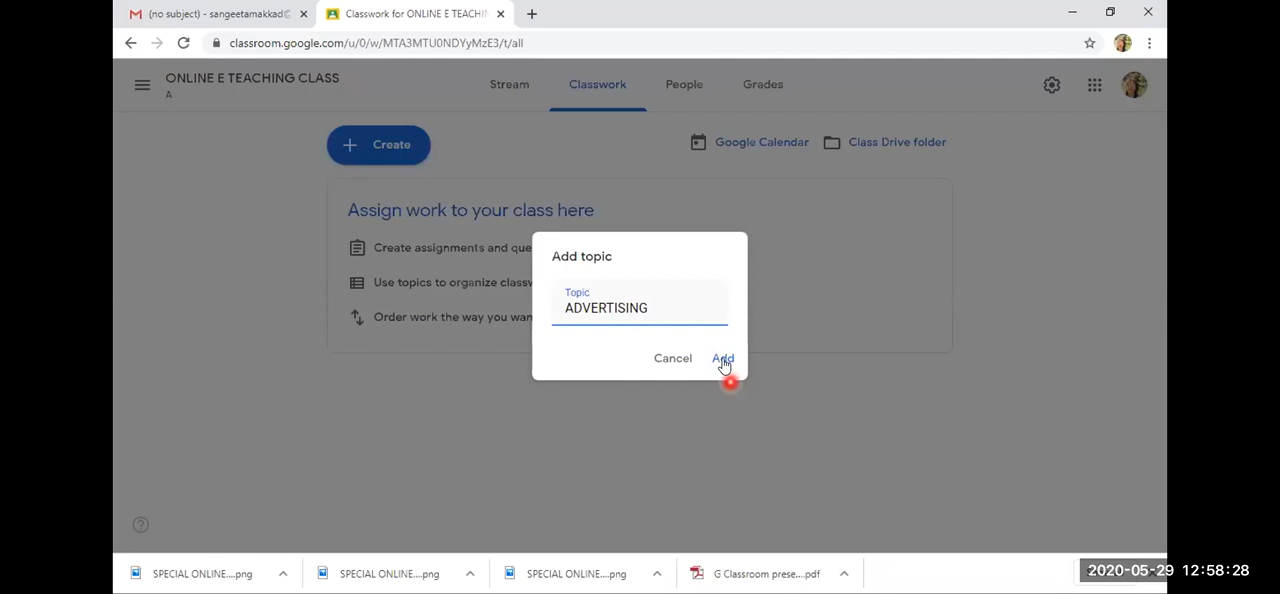 (no subject) - sangeetamakkad@
Classwork for ONLINE E TEACHIN
classroom.google.com/u/0/w/MTA3MTU0NDYyMzE3/t/all
ONLINE E TEACHING CLASS
A
Stream
Classwork
People
Grades
Create
Google Calendar
Class Drive folder
Assign work to your class here
Create assignments and que
Use topics to organize classw
Order work the way you wan
Add topic
Topic
ADVERTISING
Cancel
Add
SPECIAL ONLINE....png
SPECIAL ONLINE....png
SPECIAL ONLINE....png
G Classroom prese....pdf
2020-05-29 12:58:28